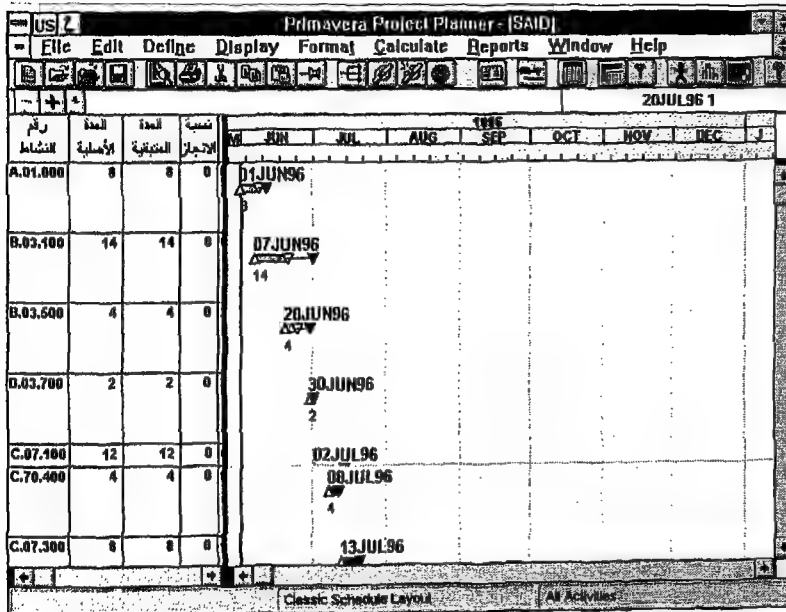 US
Primavera Project Planner - [SAID]
File Edit Define Display Format Calculate Reports Window Help
20JUL96 1
رقم النشاط
المدة الأصلية
المدة المتبقية
نسبة الانجاز
1996
M JUN JUL AUG SEP OCT NOV DEC J
A.01.000 8 8 0 01JUN96
8
B.03.100 14 14 0 07JUN96
14
B.03.500 4 4 0 20JUN96
4
D.03.700 2 2 0 30JUN96
2
C.07.100 12 12 0 02JUL96
C.70.400 4 4 0 08JUL96
4
C.07.300 8 8 0 13JUL96
Classic Schedule Layout All Activities